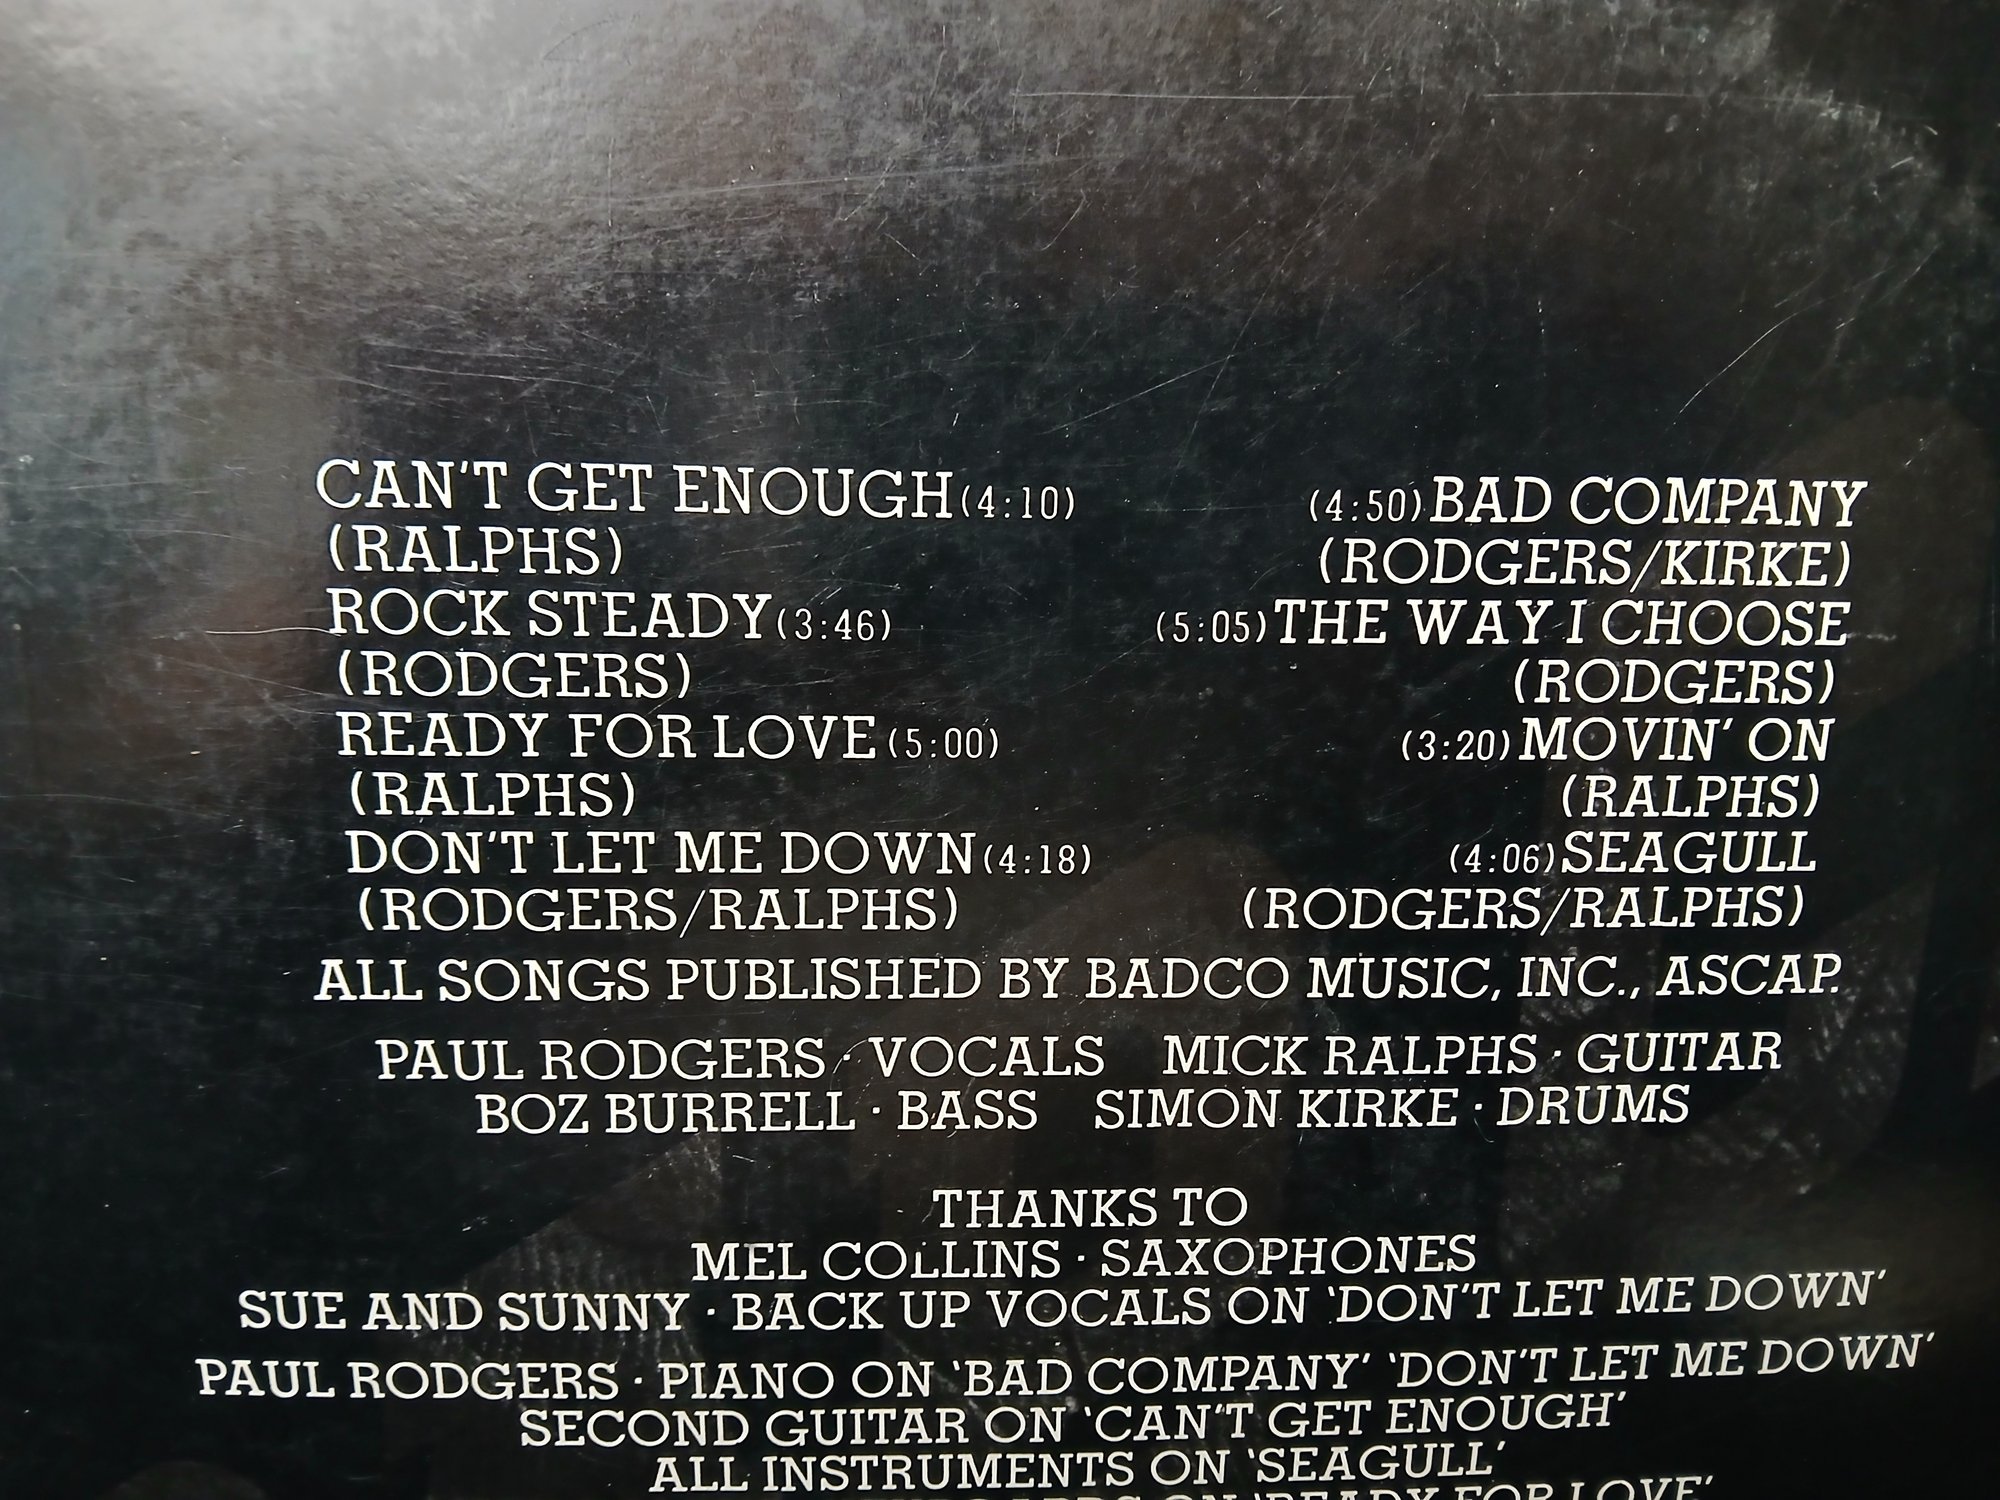 CAN'T GET ENOUGH (4:10)
(RALPHS)
ROCK STEADY (3:46)
(RODGERS)
READY FOR LOVE (5:00)
(RALPHS)
DON'T LET ME DOWN (4:18)
(RODGERS/RALPHS)
(4:50) BAD COMPANY
(RODGERS/KIRKE)
(5:05) THE WAY I CHOOSE
(RODGERS)
(3:20) MOVIN' ON
(RALPHS)
(4:06) SEAGULL
(RODGERS/RALPHS)
ALL SONGS PUBLISHED BY BADCO MUSIC, INC., ASCAP.
PAUL RODGERS · VOCALS MICK RALPHS · GUITAR
BOZ BURRELL · BASS SIMON KIRKE · DRUMS
THANKS TO
MEL COLLINS · SAXOPHONES
SUE AND SUNNY · BACK UP VOCALS ON 'DON'T LET ME DOWN'
PAUL RODGERS · PIANO ON 'BAD COMPANY' 'DON'T LET ME DOWN'
SECOND GUITAR ON 'CAN'T GET ENOUGH'
ALL INSTRUMENTS ON 'SEAGULL'
ON 'READY FOR LOVE'